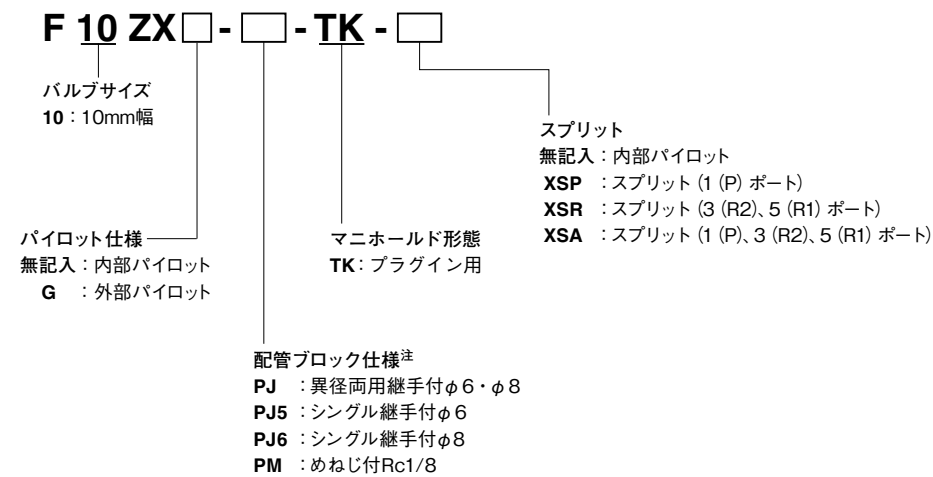 F 10 ZX□-□-TK-□
バルブサイズ
10：10mm幅
スプリット
無記入：内部パイロット
XSP：スプリット（1（P）ポート）
XSR：スプリット（3（R2）、5（R1）ポート）
XSA：スプリット（1（P）、3（R2）、5（R1）ポート）
パイロット仕様
無記入：内部パイロット
G：外部パイロット
マニホールド形態
TK：プラグイン用
配管ブロック仕様注
PJ：異径両用継手付φ6・φ8
PJ5：シングル継手付φ6
PJ6：シングル継手付φ8
PM：めねじ付Rc1/8